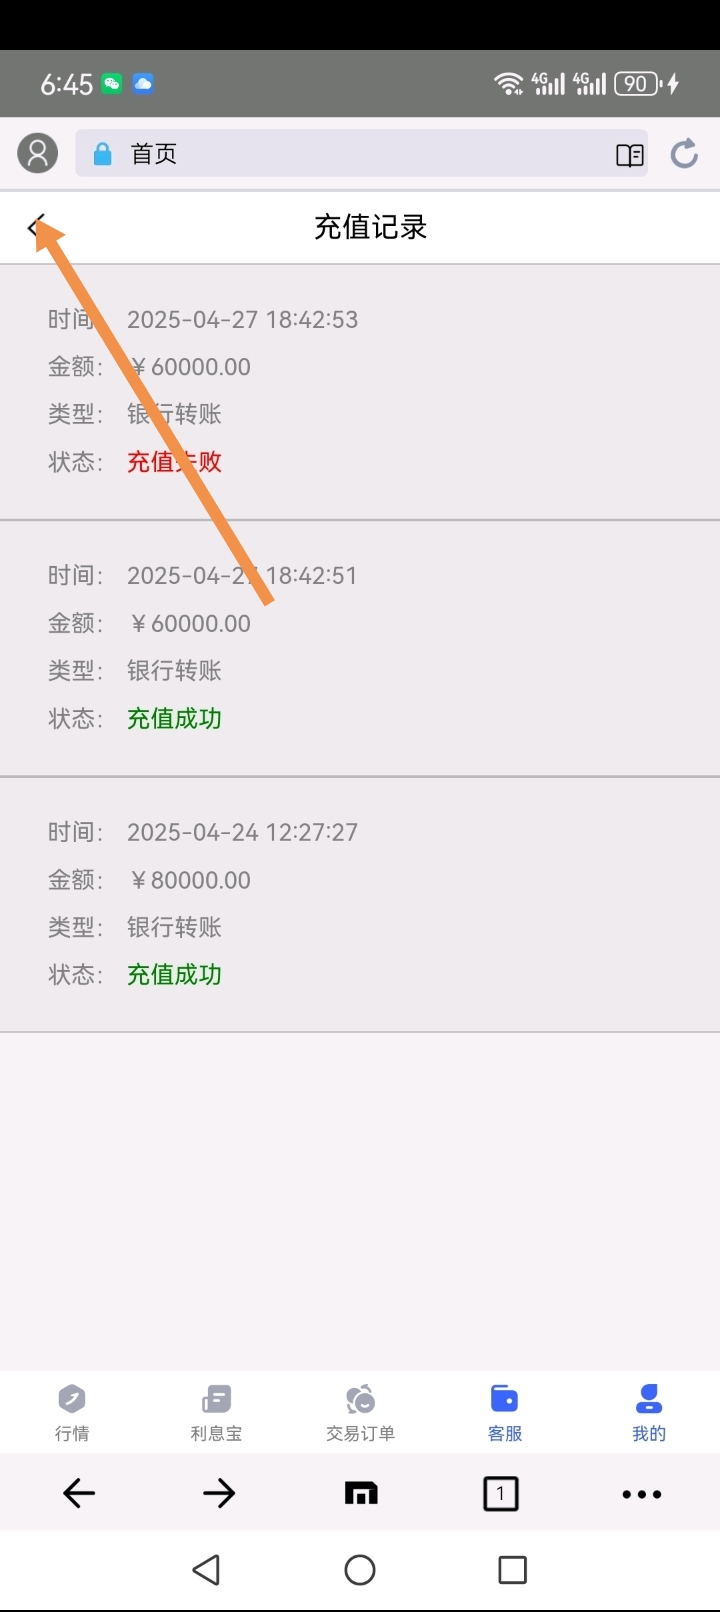 6:45
4G 4G 90
首页
充值记录
时间: 2025-04-27 18:42:53
金额: ￥60000.00
类型: 银行转账
状态: 充值失败
时间: 2025-04-27 18:42:51
金额: ￥60000.00
类型: 银行转账
状态: 充值成功
时间: 2025-04-24 12:27:27
金额: ￥80000.00
类型: 银行转账
状态: 充值成功
行情 利息宝 交易订单 客服 我的
1